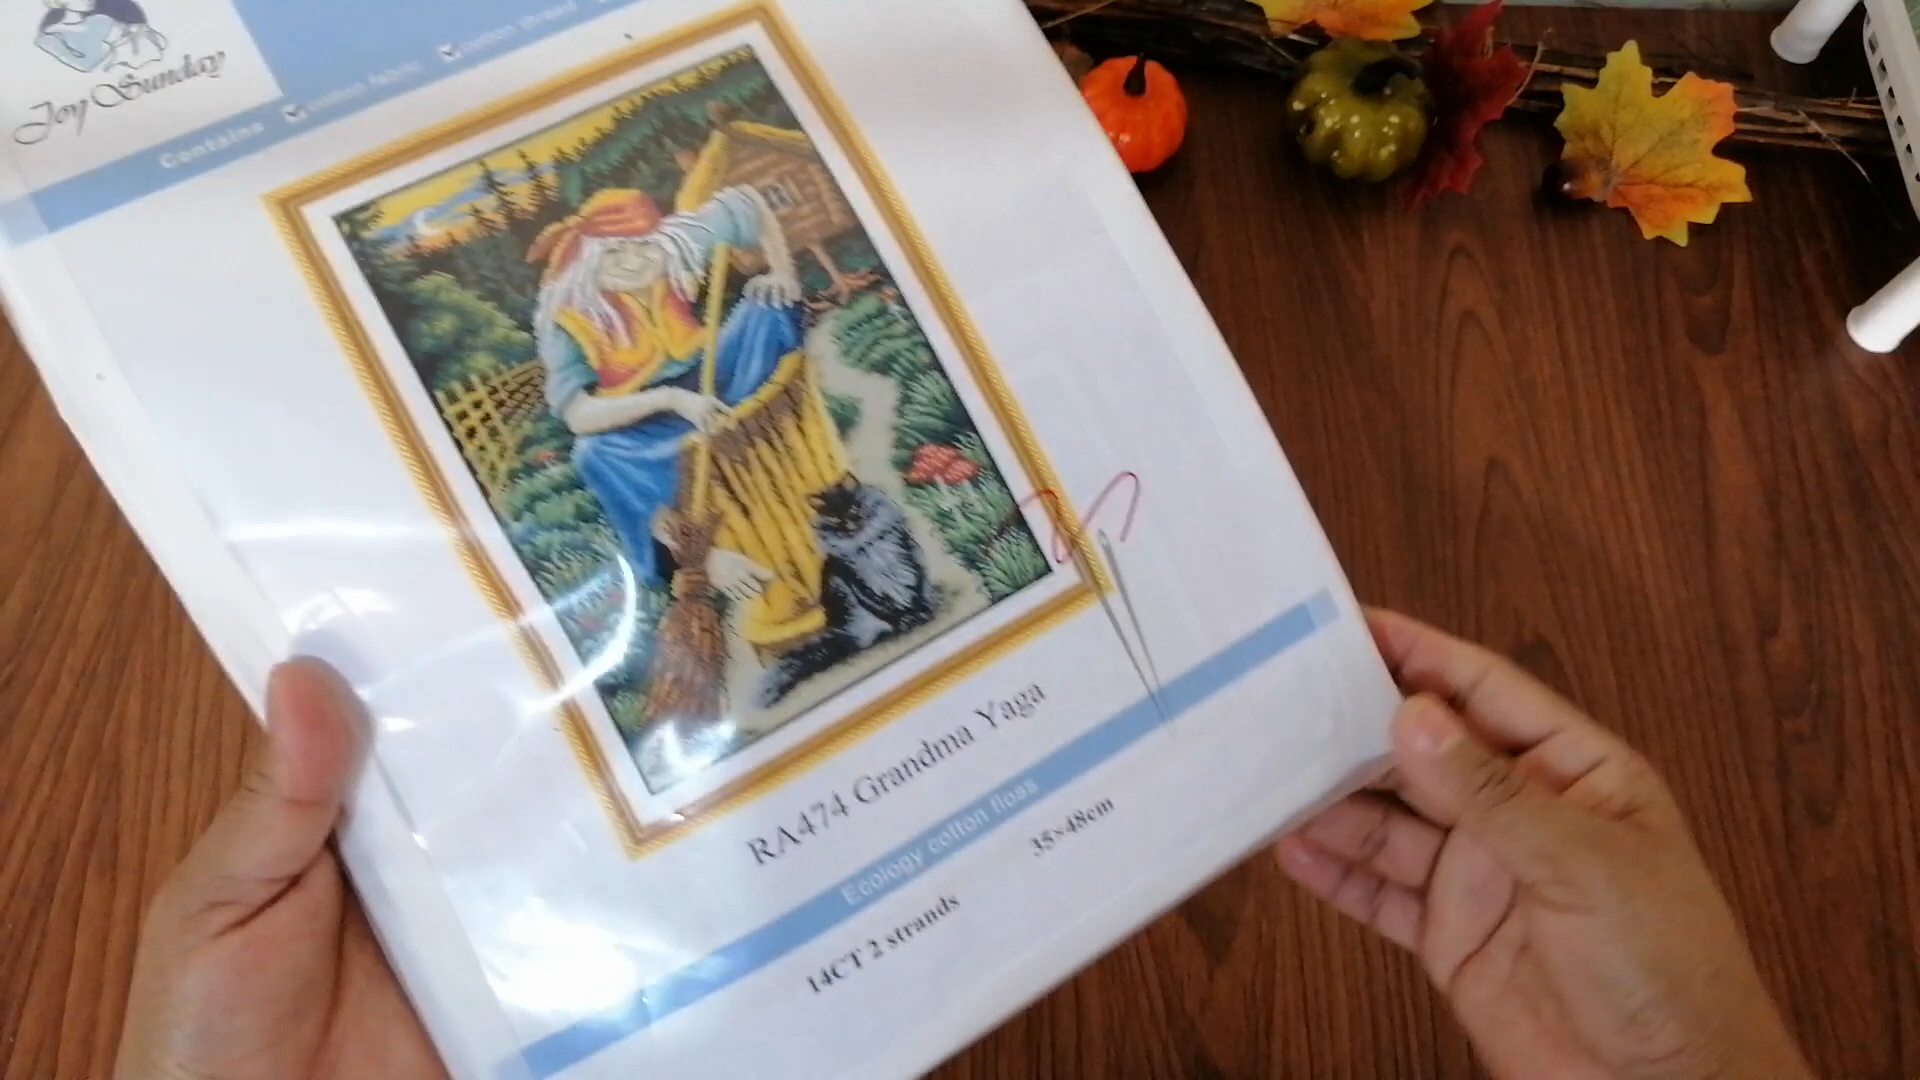 Joy Sunday
Contains cotton fabric cotton thread
RA474 Grandma Yaga
Ecology cotton floss
14CT 2 strands 35×48cm